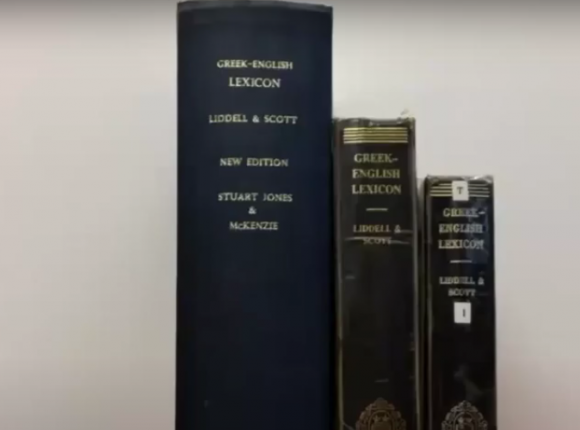 GREEK-ENGLISH
LEXICON
LIDDELL & SCOTT
NEW EDITION
STUART JONES
&
McKENZIE
GREEK-
ENGLISH
LEXICON
LIDDELL &
SCOTT
T
GREEK-
ENGLISH
LEXICON
LIDDELL &
SCOTT
1